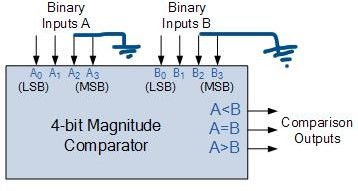 Binary Inputs A
Binary Inputs B
A0 A1 A2 A3
B0 B1 B2 B3
(LSB) (MSB)
(LSB) (MSB)
4-bit Magnitude Comparator
A<B
A=B
A>B
Comparison Outputs